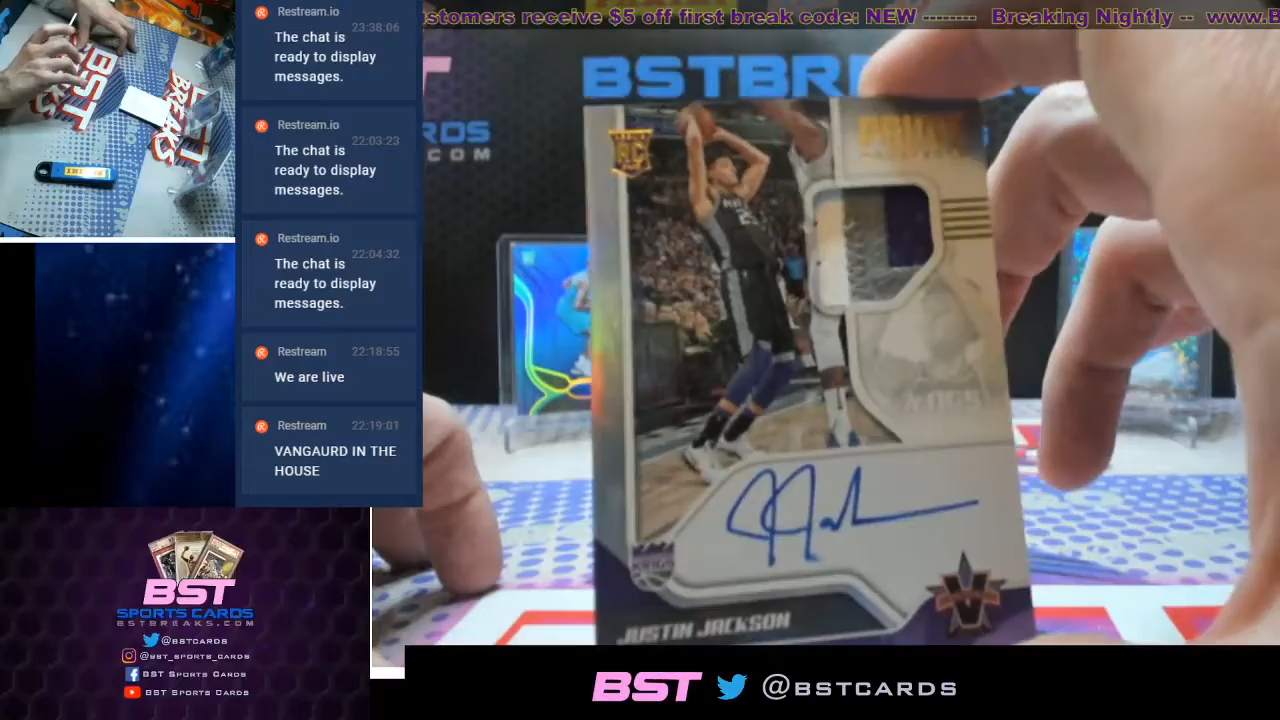 stomers receive $5 off first break code: NEW ------- Breaking Nightly -- www.B
Restream.io
23:38:06
The chat is
ready to display
messages.
Restream.io
22:03:23
The chat is
ready to display
messages.
Restream.io
22:04:32
The chat is
ready to display
messages.
Restream 22:18:55
We are live
Restream 22:19:01
VANGAURD IN THE
HOUSE
BST
SPORTS CARDS
BSTBREAKS.COM
@BSTCARDS
@BST_SPORTS_CARDS
BST SPORTS CARDS
BST SPORTS CARDS
BSTBR
T
RDS
.COM
RC
KINGS
JUSTIN JACKSON
V
BST
BREAKS
BST @BSTCARDS